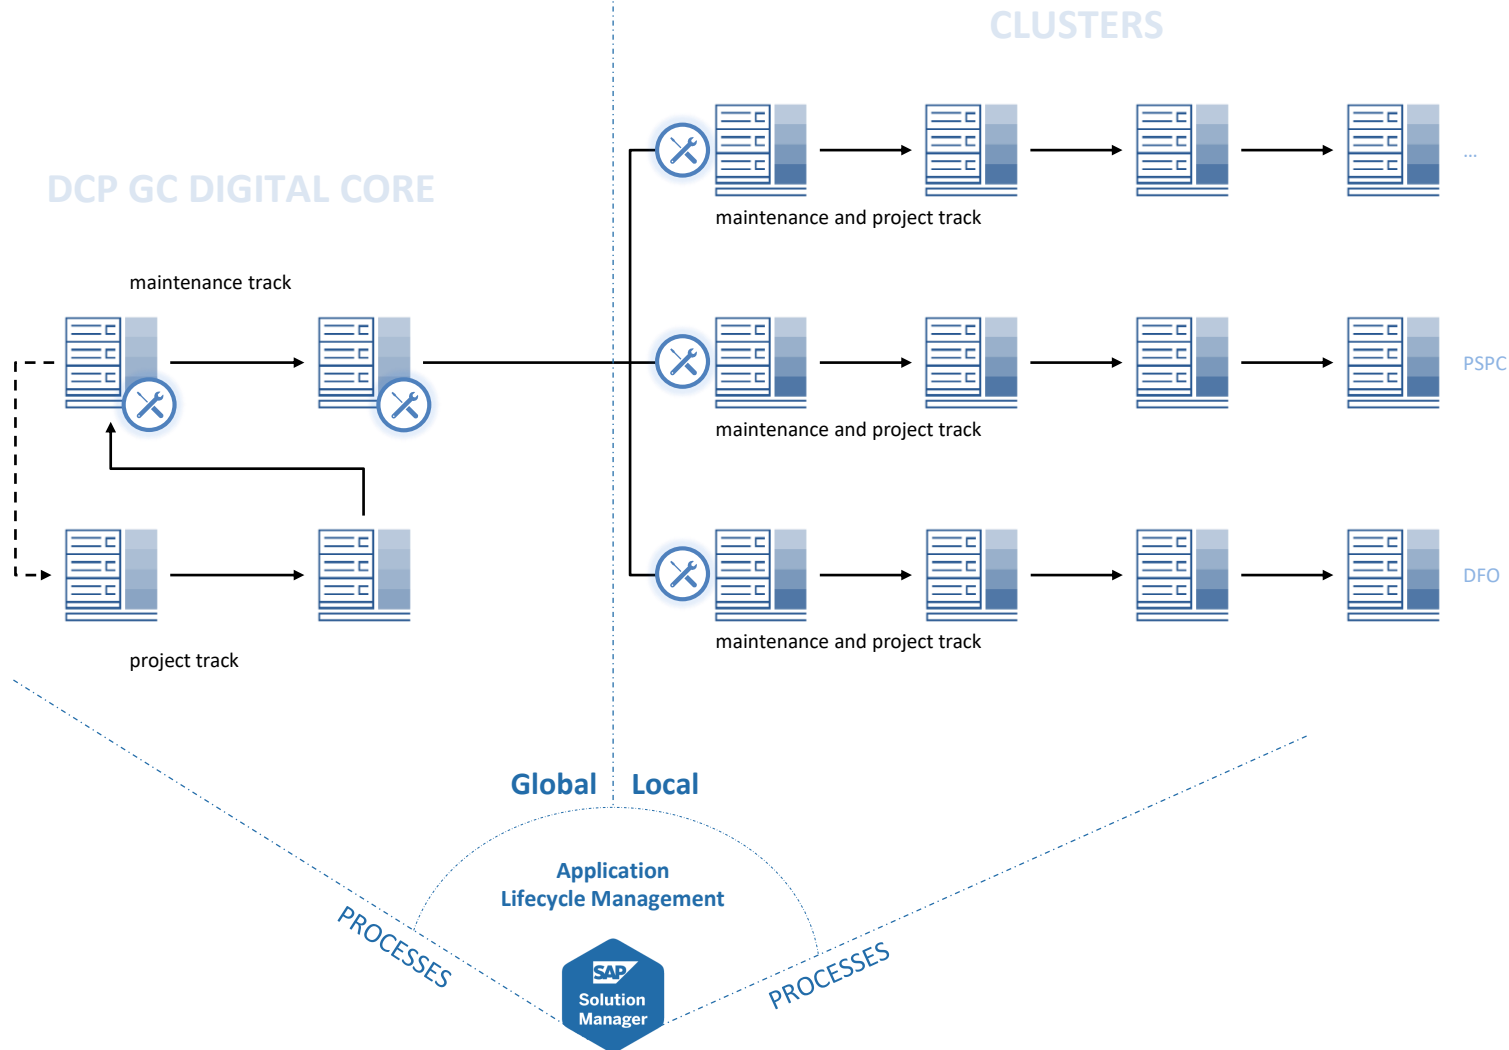 CLUSTERS
DCP GC DIGITAL CORE
...
maintenance and project track
maintenance track
PSPC
maintenance and project track
DFO
maintenance and project track
project track
Global
Local
Application
Lifecycle Management
PROCESSES
PROCESSES
SAP
Solution
Manager